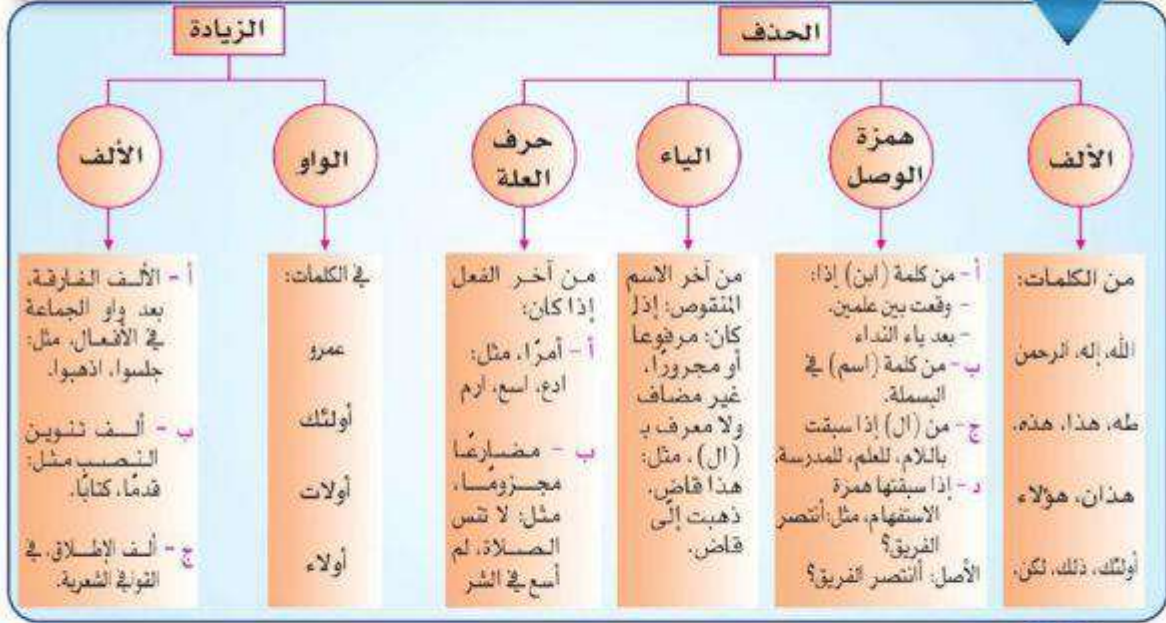 الحذف
الزيادة
الألف
همزة
الوصل
الياء
حرف
العلة
الواو
الألف
من الكلمات:
الله، إله، الرحمن
طه، هذا، هذه،
هذان، هؤلاء
أولئك، ذلك، لكن.
أ- من كلمة (ابن) إذا:
- وقعت بين علمين.
- بعد ياء النداء
ب- من كلمة (اسم) في
البسملة.
ج- من (ال) إذا سبقت
باللام، للعلم، للمدرسة.
د- إذا سبقتها همزة
الاستفهام، مثل: أنتصر
الفريق؟
الأصل: أانتصر الفريق؟
من آخر الاسم
المنقوص: إذا
كان: مرفوعا
أو مجرورًا،
غير مضاف
ولا معرف بـ
(ال)، مثل:
هذا قاض.
ذهبت إلى
قاض.
من آخر الفعل
إذا كان:
أ- أمرًا، مثل:
ادع، اسع، ارم
ب- مضارعًا
مجزومًا،
مثل: لا تنس
الصلاة، لم
أسع في الشر
في الكلمات:
عمرو
أولئك
أولات
أولاء
أ- الألف الفارقة،
بعد واو الجماعة
في الأفعال، مثل:
جلسوا، اذهبوا.
ب- ألف تنوين
النصب مثل:
قدمًا، كتابًا.
ج- ألف الإطلاق، في
القوافي الشعرية.